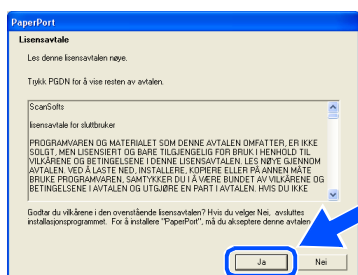 PaperPort
Lisensavtale
Les denne lisensavtalen nøye.
Trykk PGDN for å vise resten av avtalen.
ScanSofts
lisensavtale for sluttbruker
PROGRAMVAREN OG MATERIALET SOM DENNE AVTALEN OMFATTER, ER IKKE
SOLGT, MEN LISENSIERT OG BARE TILGJENGELIG FOR BRUK I HENHOLD TIL
VILKÅRENE OG BETINGELSENE I DENNE LISENSAVTALEN. LES NØYE GJENNOM
AVTALEN. VED Å LASTE NED, INSTALLERE, KOPIERE ELLER PÅ ANNEN MÅTE
BRUKE PROGRAMVAREN, SAMTYKKER DU I Å VÆRE BUNDET AV VILKÅRENE OG
BETINGELSENE I AVTALEN OG UTGJØRE EN PART I AVTALEN. HVIS DU IKKE
Godtar du vilkårene i den ovenstående lisensavtalen? Hvis du velger Nei, avsluttes
installasjonsprogrammet. For å installere "PaperPort", må du akseptere denne avtalen
Ja
Nei